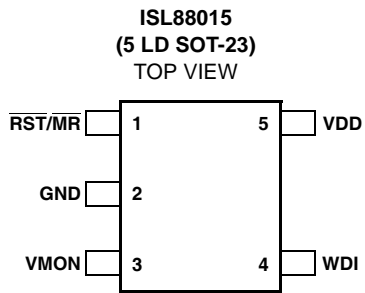 ISL88015
(5 LD SOT-23)
TOP VIEW
RST/MR 1 5 VDD
GND 2
VMON 3 4 WDI